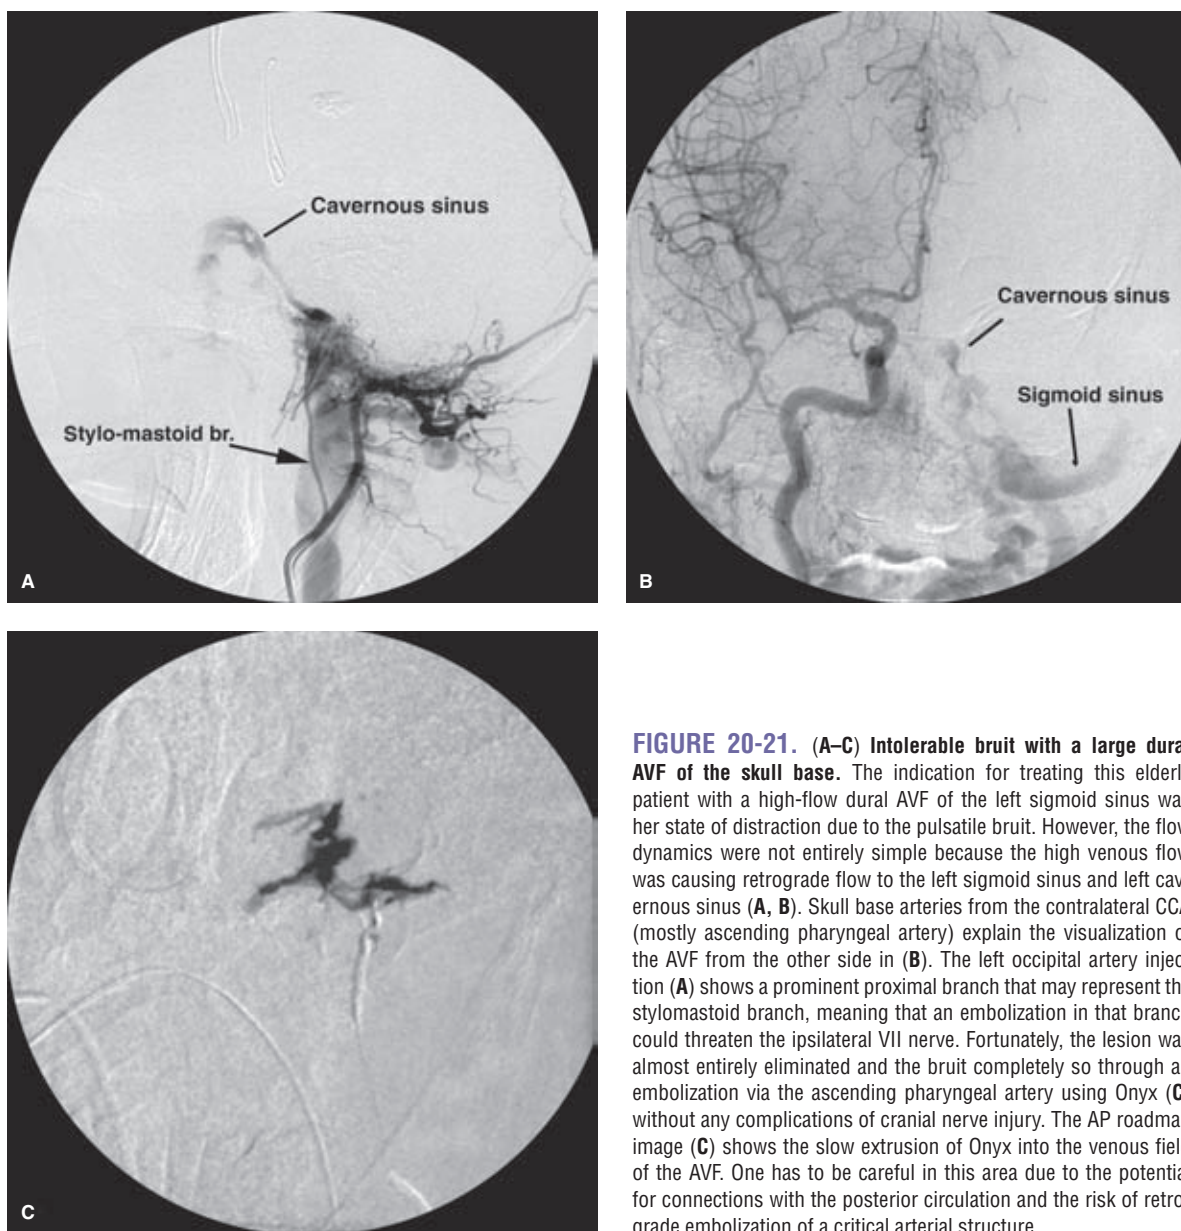 Cavernous sinus
Stylo-mastoid br.
A
Cavernous sinus
Sigmoid sinus
B
C
FIGURE 20-21. (A–C) Intolerable bruit with a large dura
AVF of the skull base. The indication for treating this elderl
patient with a high-flow dural AVF of the left sigmoid sinus wa
her state of distraction due to the pulsatile bruit. However, the flow
dynamics were not entirely simple because the high venous flow
was causing retrograde flow to the left sigmoid sinus and left cav
ernous sinus (A, B). Skull base arteries from the contralateral CCA
(mostly ascending pharyngeal artery) explain the visualization o
the AVF from the other side in (B). The left occipital artery injec
tion (A) shows a prominent proximal branch that may represent th
stylomastoid branch, meaning that an embolization in that branch
could threaten the ipsilateral VII nerve. Fortunately, the lesion wa
almost entirely eliminated and the bruit completely so through a
embolization via the ascending pharyngeal artery using Onyx (C
without any complications of cranial nerve injury. The AP roadma
image (C) shows the slow extrusion of Onyx into the venous fiel
of the AVF. One has to be careful in this area due to the potentia
for connections with the posterior circulation and the risk of retro
grade embolization of a critical arterial structure.